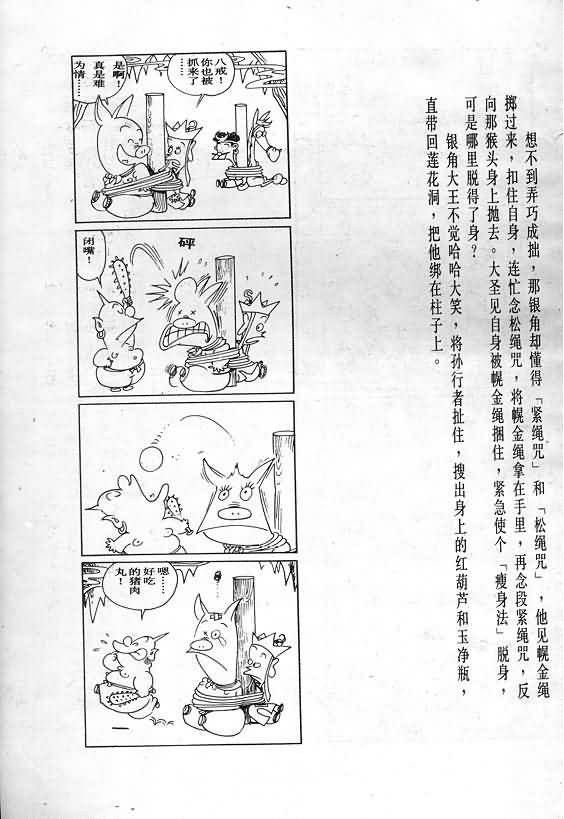 想不到弄巧成拙，那银角却懂得「紧绳咒」和「松绳咒」，他见幌金绳
掷过来，扣住自身，连忙念松绳咒，将幌金绳拿在手里，再念段紧绳咒，反
向那猴头身上抛去。大圣见自身被幌金绳捆住，紧急使个「瘦身法」脱身，
可是哪里脱得了身？
银角大王不觉哈哈大笑，将孙行者扯住，搜出身上的红葫芦和玉净瓶，
直带回莲花洞，把他绑在柱子上。
八戒！
你也被
抓来了
……
是啊！
真是难
为情……
砰
闭
嘴！
嗯……
好吃
的猪肉
丸！